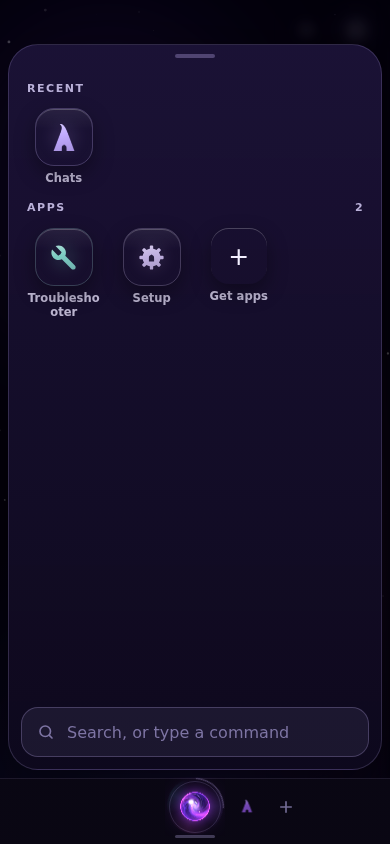 RECENT
Chats
APPS 2
Troublesho
oter
Setup
Get apps
Search, or type a command